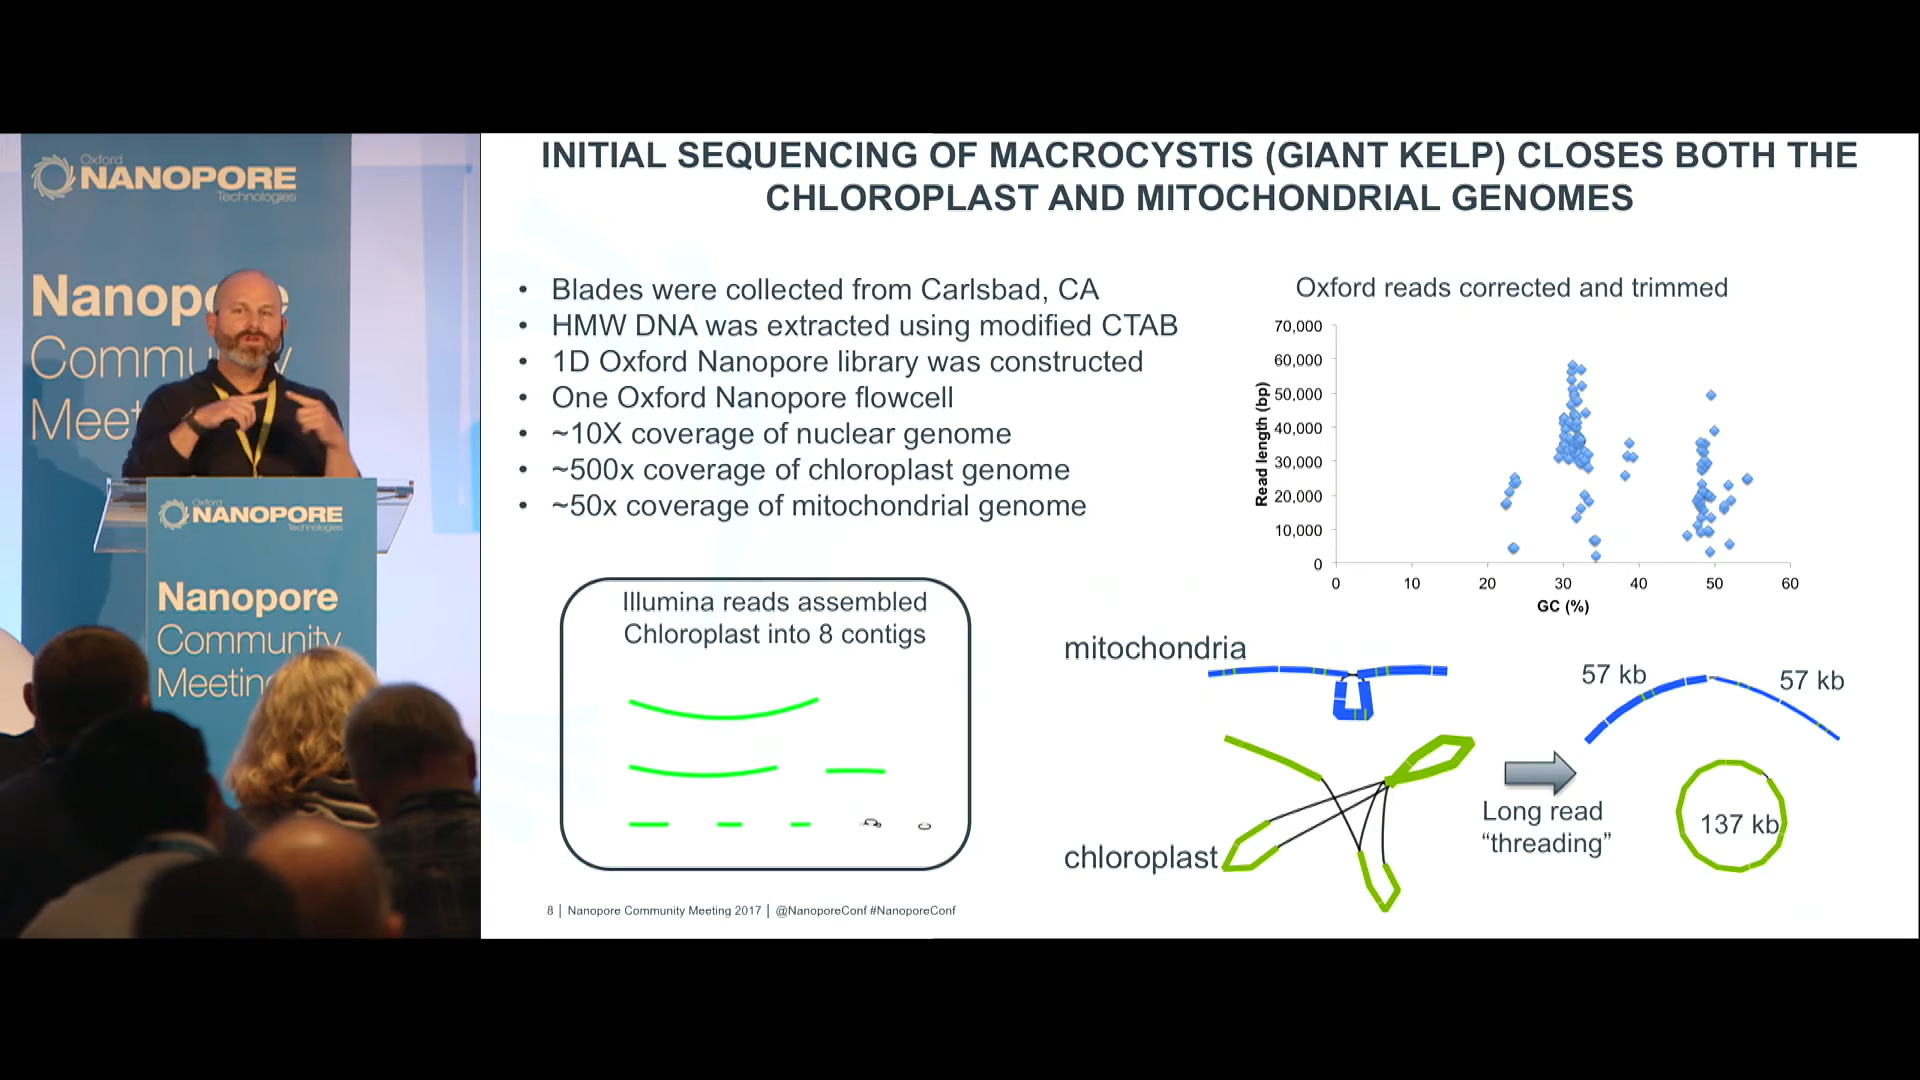 Oxford
NANOPORE
Technologies
Nanopo e
Commu y
Mee
Oxford
NANOPORE
Technologies
Nanopore
Community
Meetin
INITIAL SEQUENCING OF MACROCYSTIS (GIANT KELP) CLOSES BOTH THE
CHLOROPLAST AND MITOCHONDRIAL GENOMES
• Blades were collected from Carlsbad, CA
• HMW DNA was extracted using modified CTAB
• 1D Oxford Nanopore library was constructed
• One Oxford Nanopore flowcell
• ~10X coverage of nuclear genome
• ~500x coverage of chloroplast genome
• ~50x coverage of mitochondrial genome
Oxford reads corrected and trimmed
Read length (bp)
70,000
60,000
50,000
40,000
30,000
20,000
10,000
0
0 10 20 30 40 50 60
GC (%)
Illumina reads assembled
Chloroplast into 8 contigs
mitochondria
57 kb
57 kb
chloroplast
Long read
“threading”
137 kb
8 | Nanopore Community Meeting 2017 | @NanoporeConf #NanoporeConf